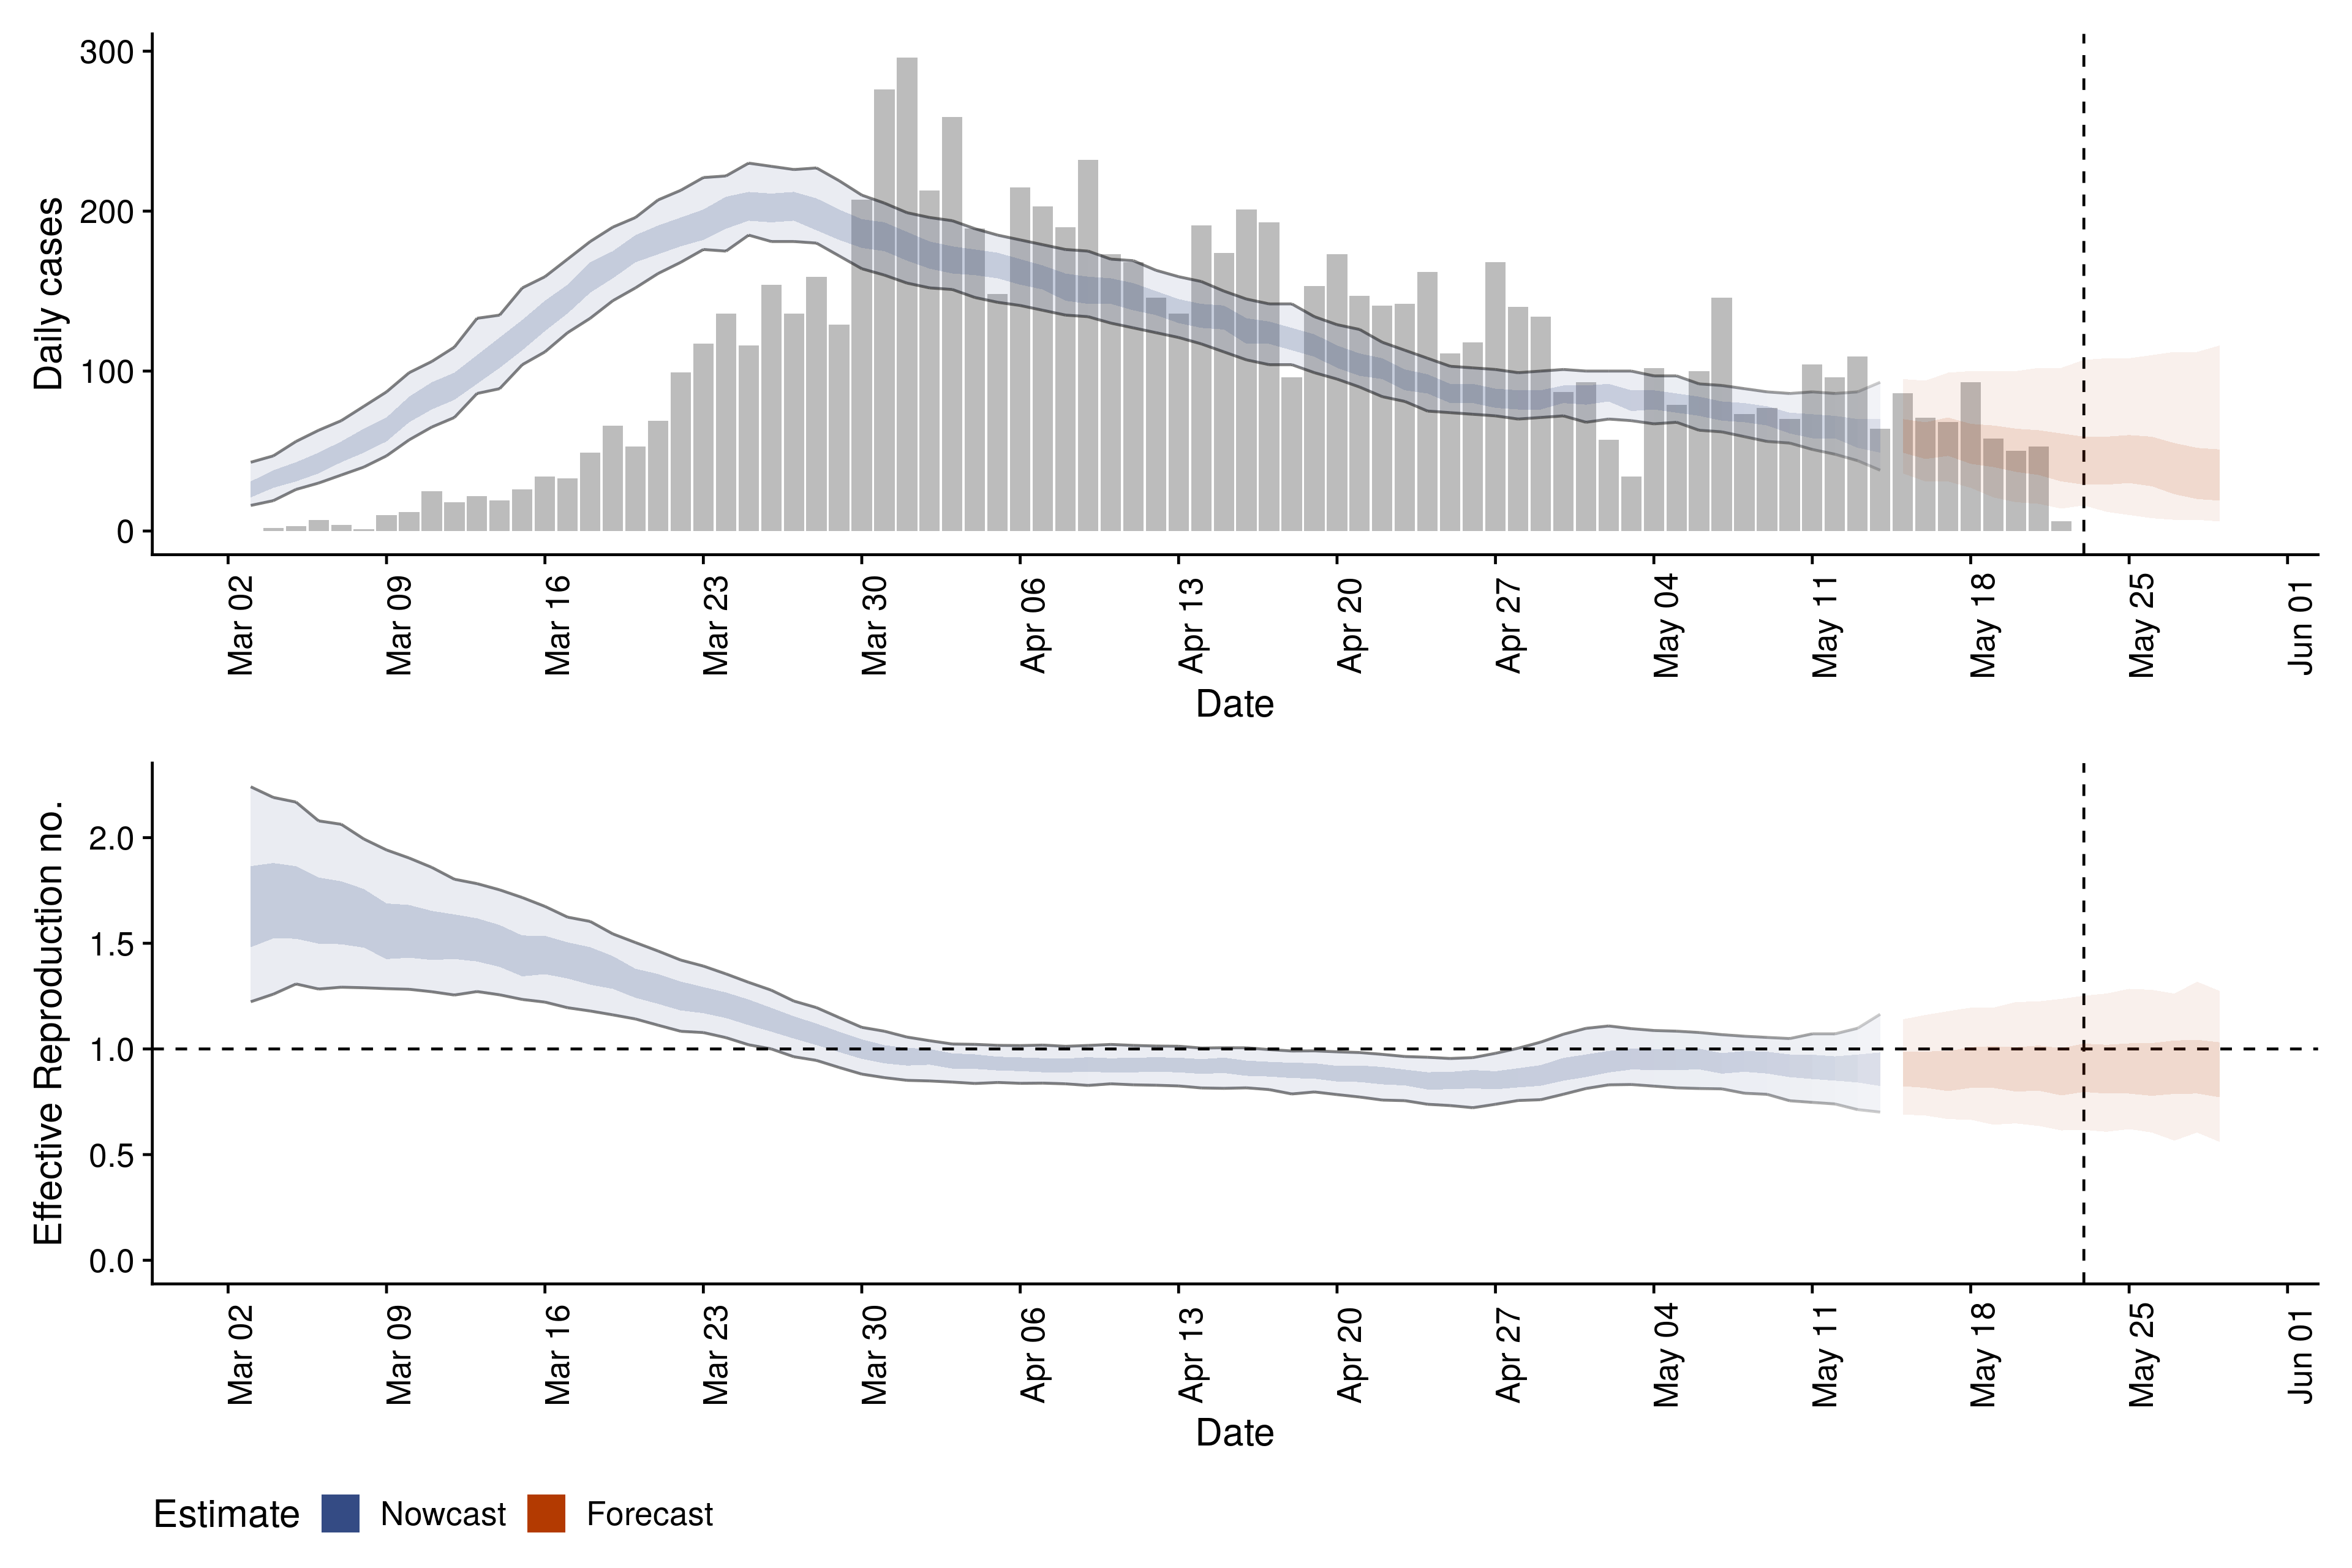 Daily cases
300
200
100
0
Mar 02
Mar 09
Mar 16
Mar 23
Mar 30
Apr 06
Apr 13
Apr 20
Apr 27
May 04
May 11
May 18
May 25
Jun 01
Date
Effective Reproduction no.
2.0
1.5
1.0
0.5
0.0
Mar 02
Mar 09
Mar 16
Mar 23
Mar 30
Apr 06
Apr 13
Apr 20
Apr 27
May 04
May 11
May 18
May 25
Jun 01
Date
Estimate Nowcast Forecast